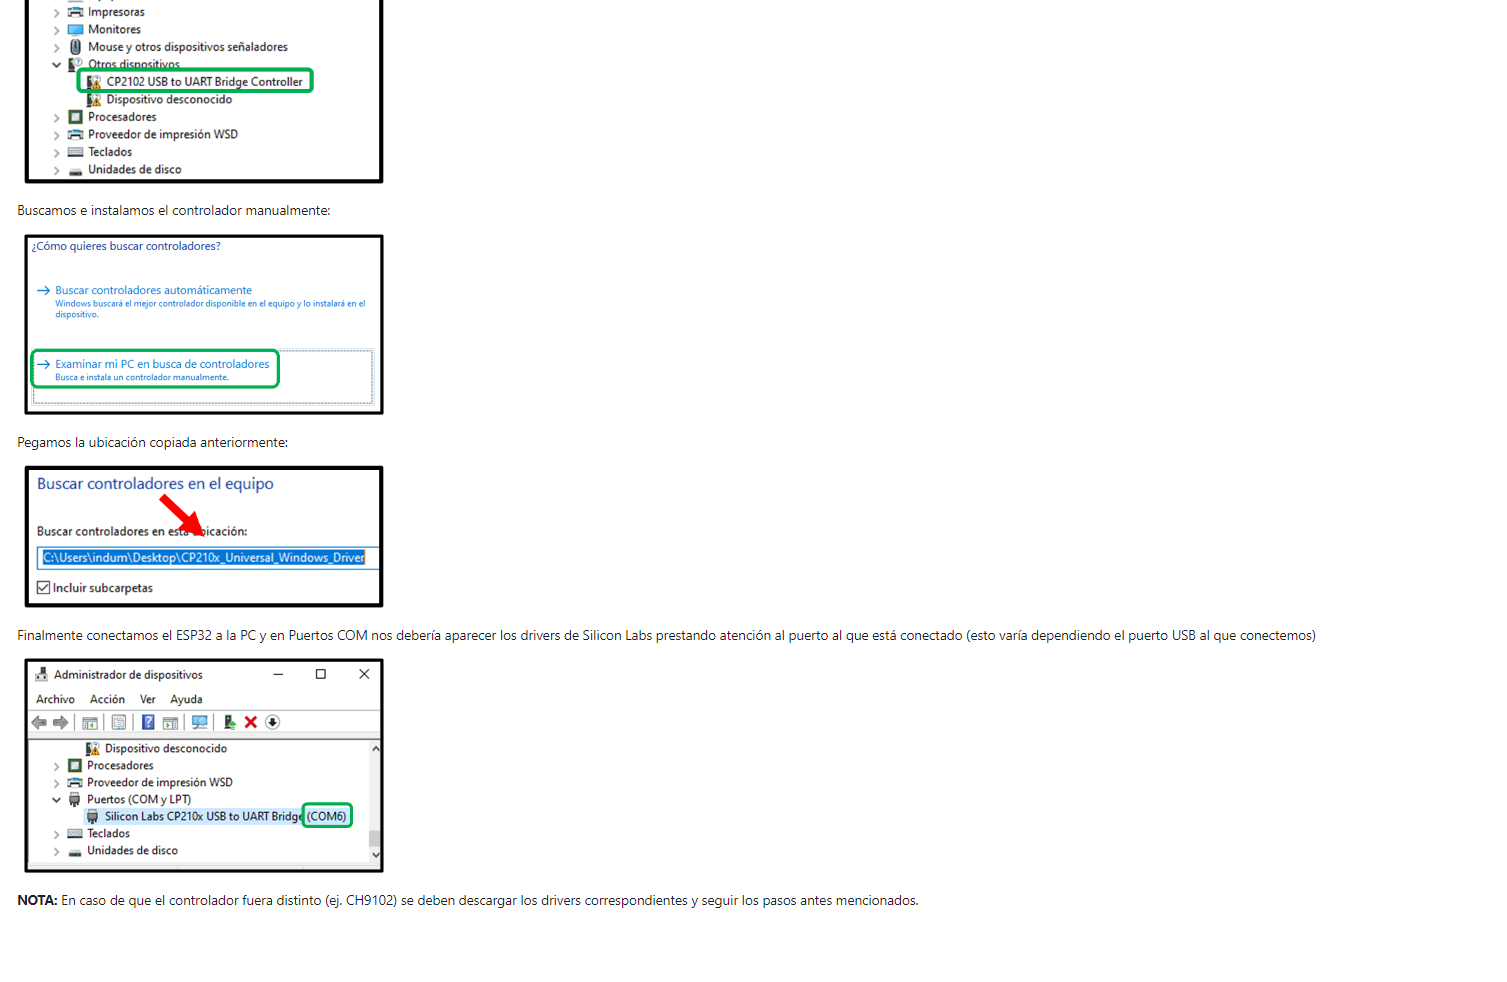 Impresoras
Monitores
Mouse y otros dispositivos señaladores
Otros dispositivos
CP2102 USB to UART Bridge Controller
Dispositivo desconocido
Procesadores
Proveedor de impresión WSD
Teclados
Unidades de disco
Buscamos e instalamos el controlador manualmente:
¿Cómo quieres buscar controladores?
Buscar controladores automáticamente
Windows buscará el mejor controlador disponible en el equipo y lo instalará en el
dispositivo.
Examinar mi PC en busca de controladores
Busca e instala un controlador manualmente.
Pegamos la ubicación copiada anteriormente:
Buscar controladores en el equipo
Buscar controladores en esta ubicación:
C:\Users\indum\Desktop\CP210x_Universal_Windows_Driver
Incluir subcarpetas
Finalmente conectamos el ESP32 a la PC y en Puertos COM nos debería aparecer los drivers de Silicon Labs prestando atención al puerto al que está conectado (esto varía dependiendo el puerto USB al que conectemos)
Administrador de dispositivos
Archivo Acción Ver Ayuda
Dispositivo desconocido
Procesadores
Proveedor de impresión WSD
Puertos (COM y LPT)
Silicon Labs CP210x USB to UART Bridge (COM6)
Teclados
Unidades de disco
NOTA: En caso de que el controlador fuera distinto (ej. CH9102) se deben descargar los drivers correspondientes y seguir los pasos antes mencionados.